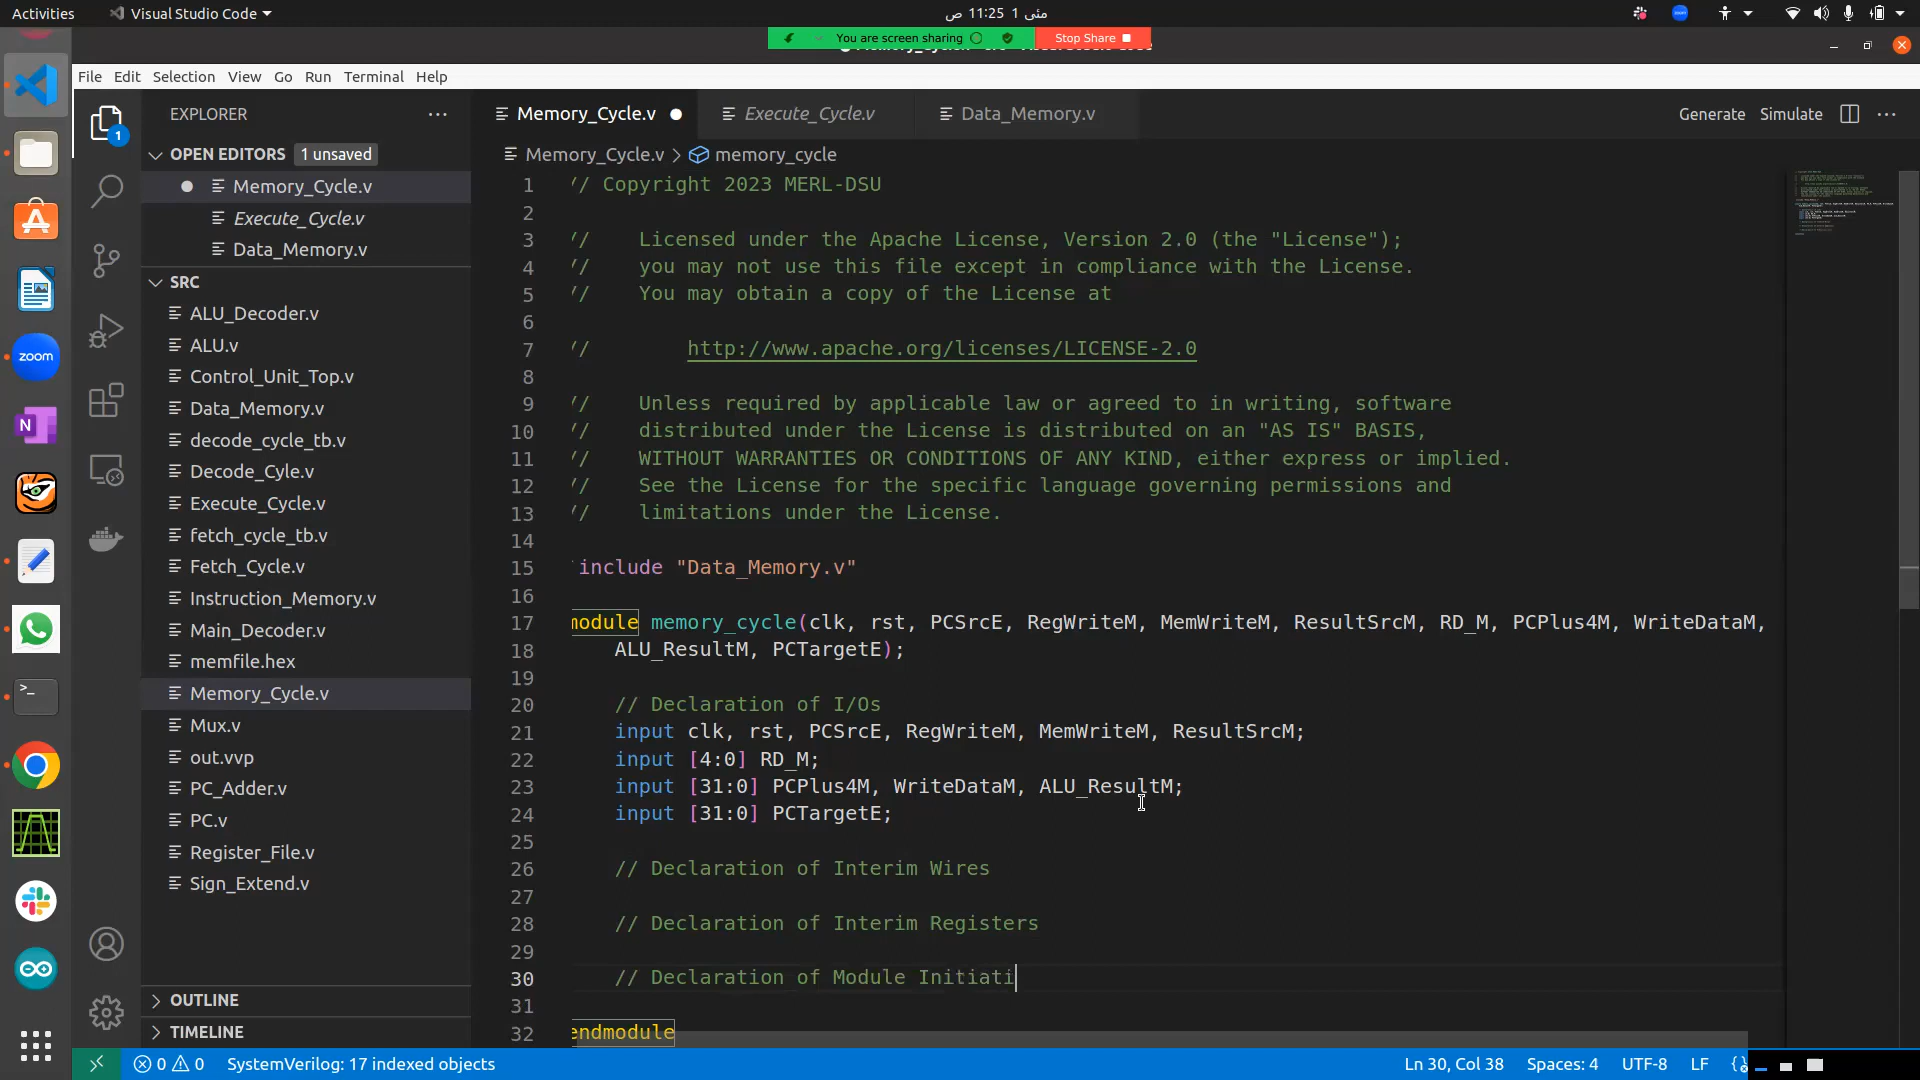 Activities
Visual Studio Code
مئی 1 11:25 ص
You are screen sharing
Stop Share
File Edit Selection View Go Run Terminal Help
EXPLORER
OPEN EDITORS 1 unsaved
Memory_Cycle.v
Execute_Cycle.v
Data_Memory.v
SRC
ALU_Decoder.v
ALU.v
Control_Unit_Top.v
Data_Memory.v
decode_cycle_tb.v
Decode_Cyle.v
Execute_Cycle.v
fetch_cycle_tb.v
Fetch_Cycle.v
Instruction_Memory.v
Main_Decoder.v
memfile.hex
Memory_Cycle.v
Mux.v
out.vvp
PC_Adder.v
PC.v
Register_File.v
Sign_Extend.v
OUTLINE
TIMELINE
zoom
1
Memory_Cycle.v Execute_Cycle.v Data_Memory.v
Generate Simulate
Memory_Cycle.v > memory_cycle
1 // Copyright 2023 MERL-DSU
2
3 // Licensed under the Apache License, Version 2.0 (the "License");
4 // you may not use this file except in compliance with the License.
5 // You may obtain a copy of the License at
6
7 // http://www.apache.org/licenses/LICENSE-2.0
8
9 // Unless required by applicable law or agreed to in writing, software
10 // distributed under the License is distributed on an "AS IS" BASIS,
11 // WITHOUT WARRANTIES OR CONDITIONS OF ANY KIND, either express or implied.
12 // See the License for the specific language governing permissions and
13 // limitations under the License.
14
15 `include "Data_Memory.v"
16
17 module memory_cycle(clk, rst, PCSrcE, RegWriteM, MemWriteM, ResultSrcM, RD_M, PCPlus4M, WriteDataM,
18 ALU_ResultM, PCTargetE);
19
20 // Declaration of I/Os
21 input clk, rst, PCSrcE, RegWriteM, MemWriteM, ResultSrcM;
22 input [4:0] RD_M;
23 input [31:0] PCPlus4M, WriteDataM, ALU_ResultM;
24 input [31:0] PCTargetE;
25
26 // Declaration of Interim Wires
27
28 // Declaration of Interim Registers
29
30 // Declaration of Module Initiati
31
32 endmodule
0 0 SystemVerilog: 17 indexed objects
Ln 30, Col 38 Spaces: 4 UTF-8 LF